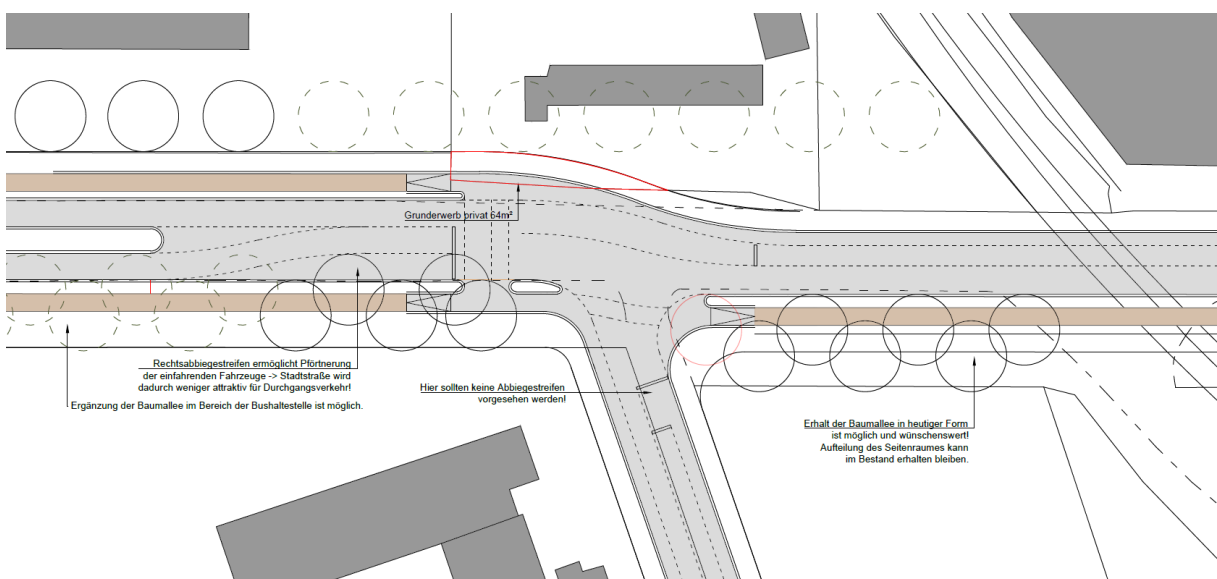 Grunderwerb privat 64m²
Rechtsabbiegestreifen ermöglicht Pförtnerung
der einfahrenden Fahrzeuge -> Stadtstraße wird
dadurch weniger attraktiv für Durchgangsverkehr!
Ergänzung der Baumallee im Bereich der Bushaltestelle ist möglich.
Hier sollten keine Abbiegestreifen
vorgesehen werden!
Erhalt der Baumallee in heutiger Form
ist möglich und wünschenswert!
Aufteilung des Seitenraumes kann
im Bestand erhalten bleiben.